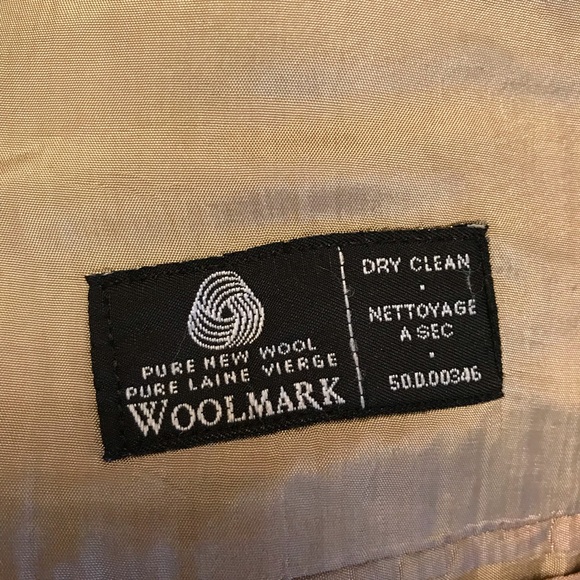 PURE NEW WOOL
PURE LAINE VIERGE
WOOLMARK
DRY CLEAN
·
NETTOYAGE
A SEC
·
50.D.00346